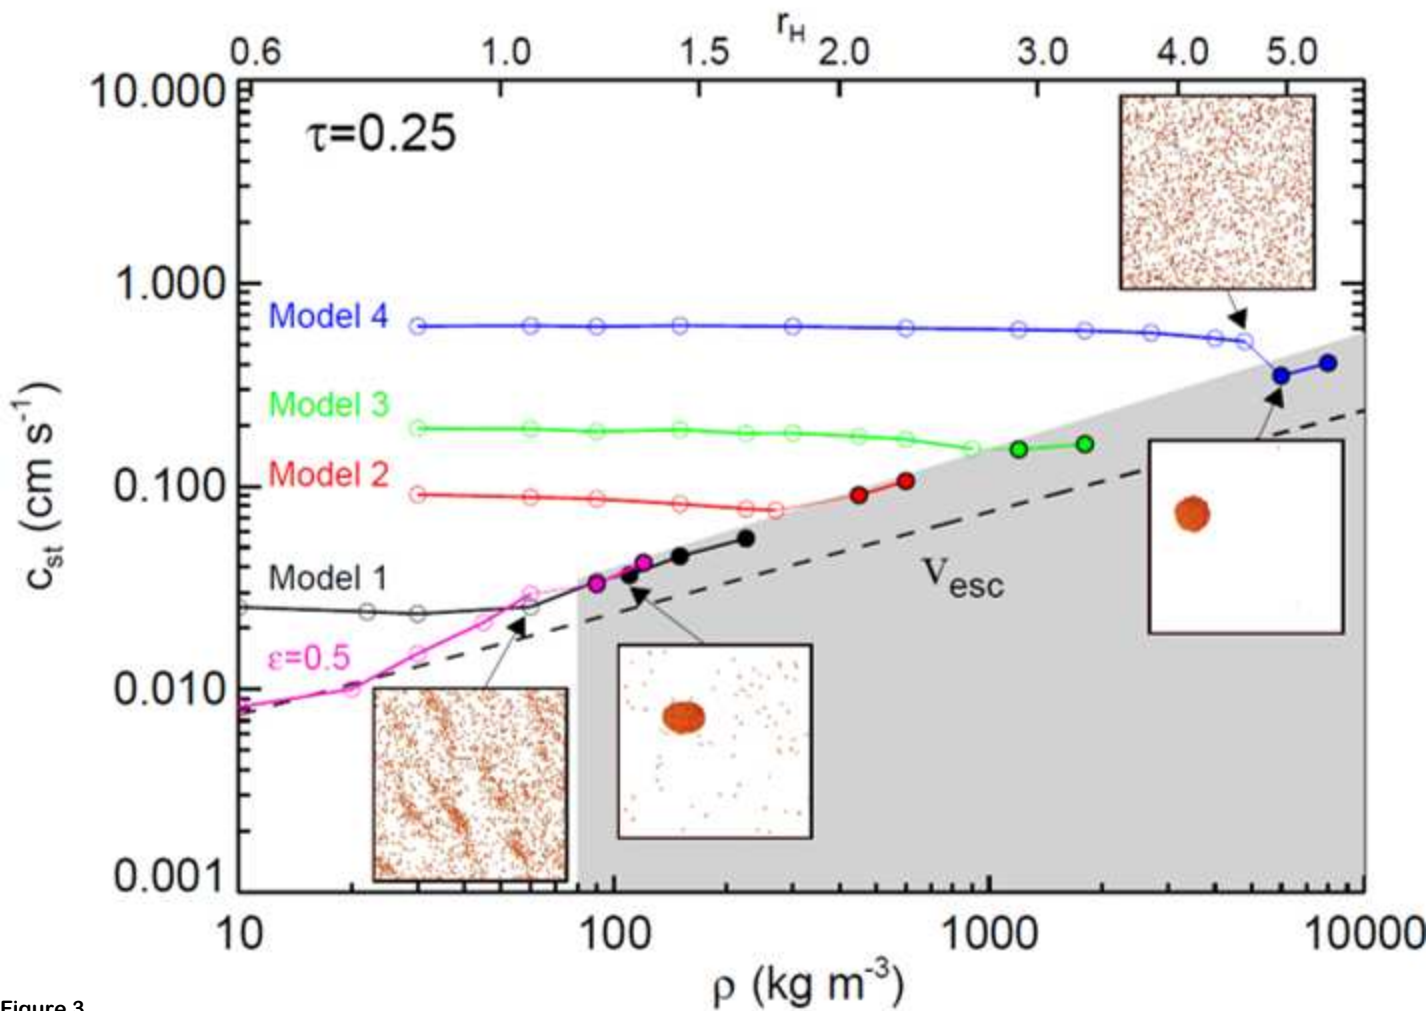 r_H
0.6 1.0 1.5 2.0 3.0 4.0 5.0
10.000
τ=0.25
1.000
Model 4
Model 3
0.100
Model 2
Model 1
V_esc
ε=0.5
0.010
0.001
c_st (cm s^-1)
10 100 1000 10000
ρ (kg m^-3)
Figure 3